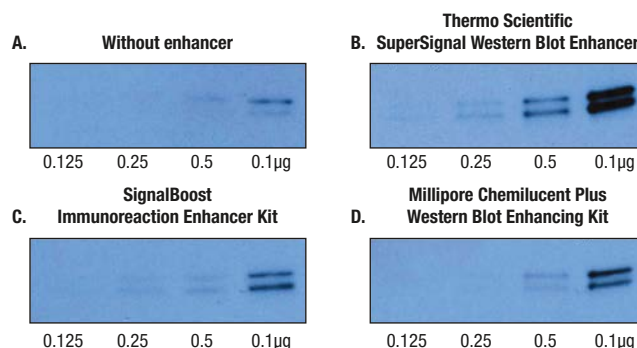 A. Without enhancer
Thermo Scientific
B. SuperSignal Western Blot Enhancer
0.125 0.25 0.5 0.1µg
0.125 0.25 0.5 0.1µg
SignalBoost
C. Immunoreaction Enhancer Kit
Millipore Chemilucent Plus
D. Western Blot Enhancing Kit
0.125 0.25 0.5 0.1µg
0.125 0.25 0.5 0.1µg